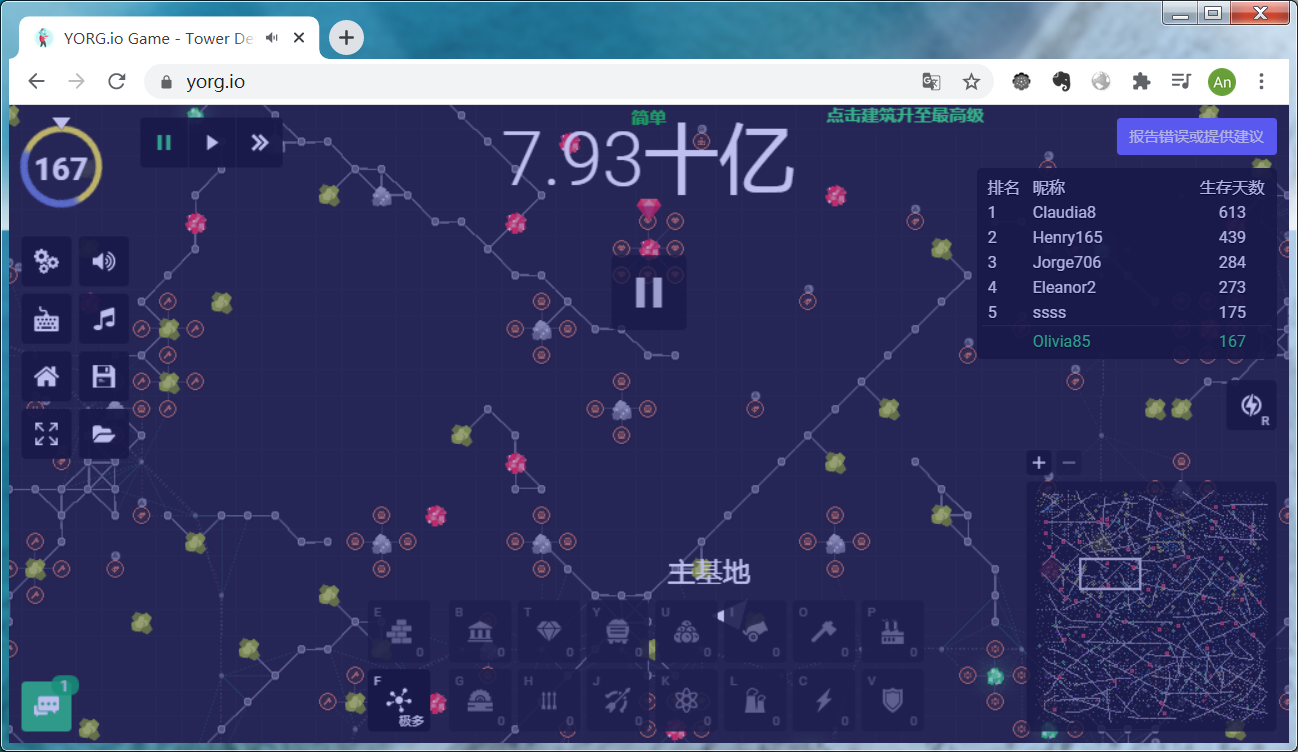 YORG.io Game - Tower De
yorg.io
An
简单
点击建筑升至最高级
167
7.93十亿
报告错误或提供建议
排名 昵称 生存天数
1 Claudia8 613
2 Henry165 439
3 Jorge706 284
4 Eleanor2 273
5 ssss 175
Olivia85 167
R
主基地
E 0 B 0 T 0 Y 0 U 0 I 0 O 0 P 0
F 极多 G 0 H 0 J 0 K 0 L 0 C 0 V 0
1